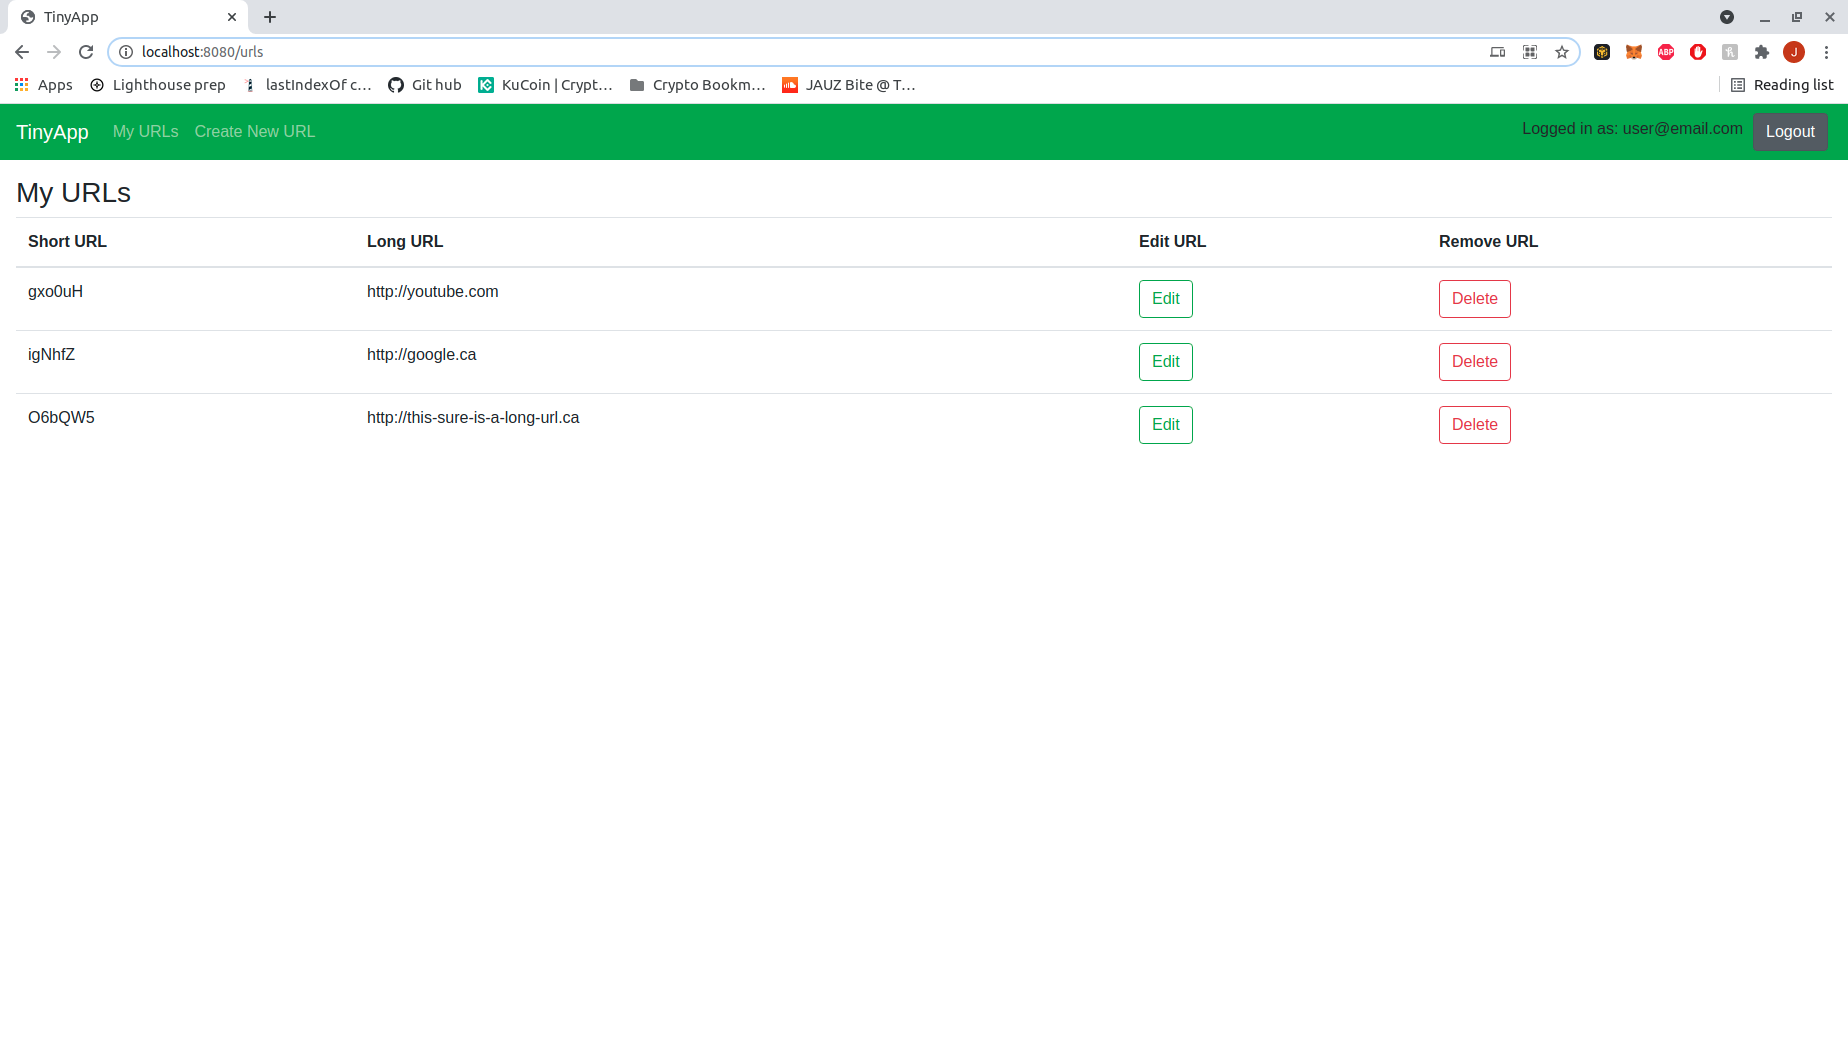 TinyApp
localhost:8080/urls
ABP
J
Apps Lighthouse prep lastIndexOf c... Git hub KuCoin | Crypt... Crypto Bookm... JAUZ Bite @ T... Reading list
TinyApp My URLs Create New URL Logged in as: user@email.com Logout
My URLs
Short URL Long URL Edit URL Remove URL
gxo0uH http://youtube.com Edit Delete
igNhfZ http://google.ca Edit Delete
O6bQW5 http://this-sure-is-a-long-url.ca Edit Delete